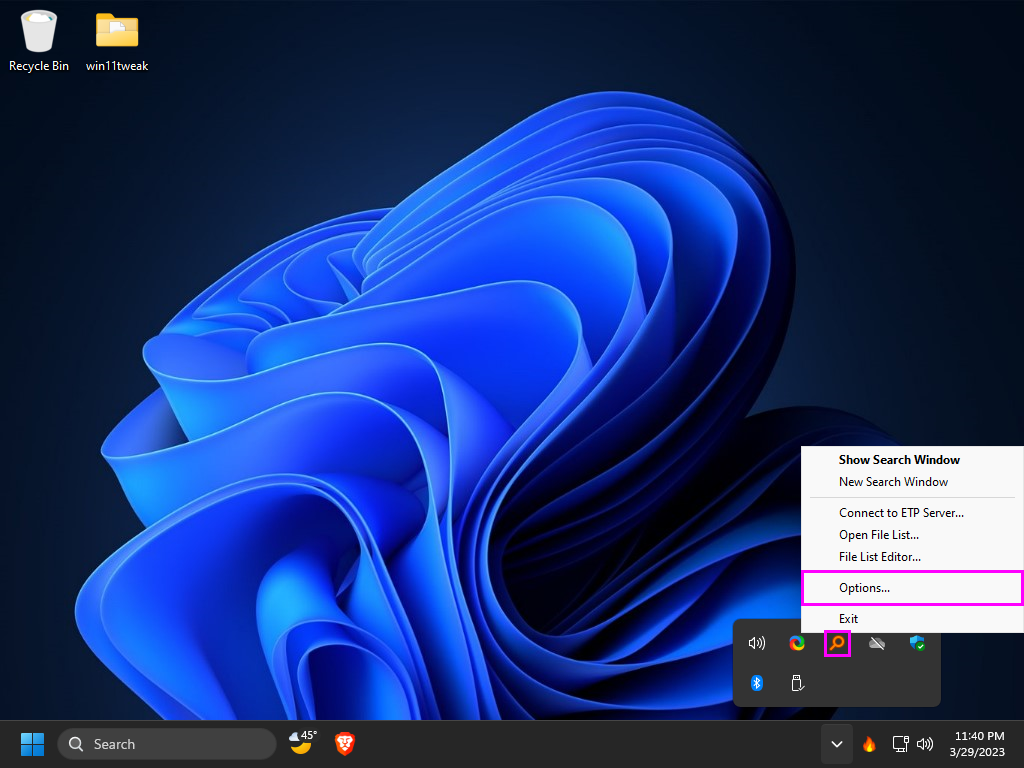 Recycle Bin
win11tweak
Show Search Window
New Search Window
Connect to ETP Server...
Open File List...
File List Editor...
Options...
Exit
Search
45°
11:40 PM
3/29/2023